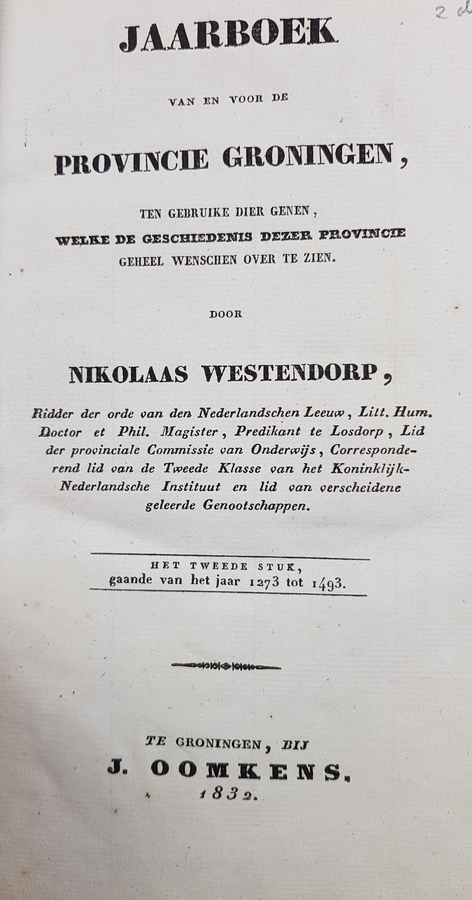 2 d
JAARBOEK
VAN EN VOOR DE
PROVINCIE GRONINGEN,
TEN GEBRUIKE DIER GENEN,
WELKE DE GESCHIEDENIS DEZER PROVINCIE
GEHEEL WENSCHEN OVER TE ZIEN.
DOOR
NIKOLAAS WESTENDORP,
Ridder der orde van den Nederlandschen Leeuw, Litt. Hum.
Doctor et Phil. Magister, Predikant te Losdorp, Lid
der provinciale Commissie van Onderwijs, Corresponde-
rend lid van de Tweede Klasse van het Koninklijk-
Nederlandsche Instituut en lid van verscheidene
geleerde Genootschappen.
HET TWEEDE STUK,
gaande van het jaar 1273 tot 1493.
TE GRONINGEN, BIJ
J. OOMKENS.
1832.